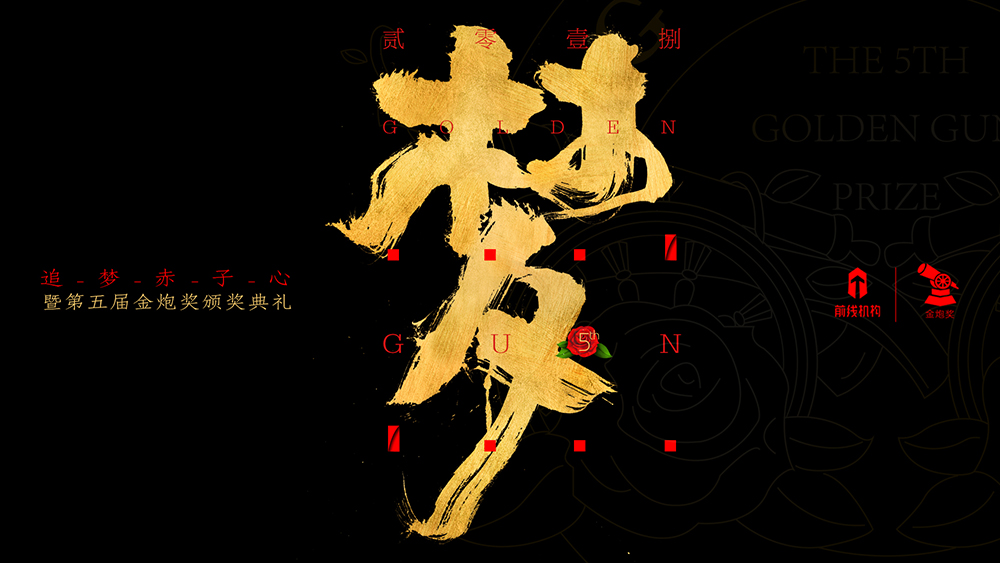 贰 零 壹 捌
梦
G O L D E N
G U N
5th
追 - 梦 - 赤 - 子 - 心
暨第五届金炮奖颁奖典礼
THE 5TH
GOLDEN GUN
PRIZE
前线机构
金炮奖